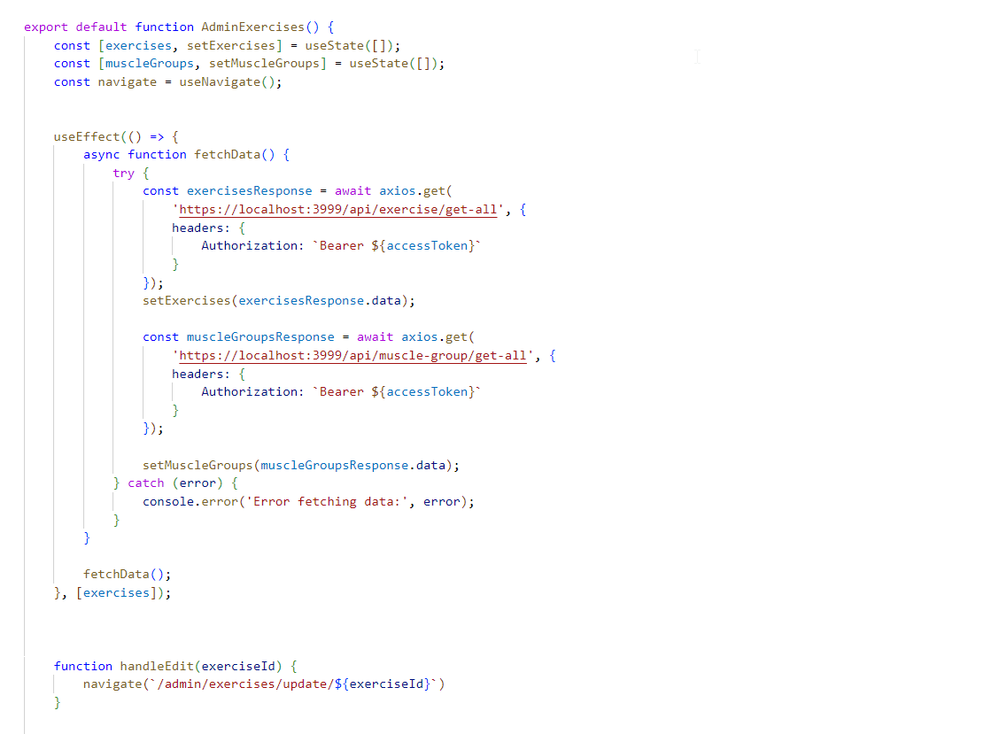 export default function AdminExercises() {
    const [exercises, setExercises] = useState([]);
    const [muscleGroups, setMuscleGroups] = useState([]);
    const navigate = useNavigate();


    useEffect(() => {
        async function fetchData() {
            try {
                const exercisesResponse = await axios.get(
                    'https://localhost:3999/api/exercise/get-all', {
                    headers: {
                        Authorization: `Bearer ${accessToken}`
                    }
                });
                setExercises(exercisesResponse.data);

                const muscleGroupsResponse = await axios.get(
                    'https://localhost:3999/api/muscle-group/get-all', {
                    headers: {
                        Authorization: `Bearer ${accessToken}`
                    }
                });

                setMuscleGroups(muscleGroupsResponse.data);
            } catch (error) {
                console.error('Error fetching data:', error);
            }
        }

        fetchData();
    }, [exercises]);



    function handleEdit(exerciseId) {
        navigate(`/admin/exercises/update/${exerciseId}`)
    }